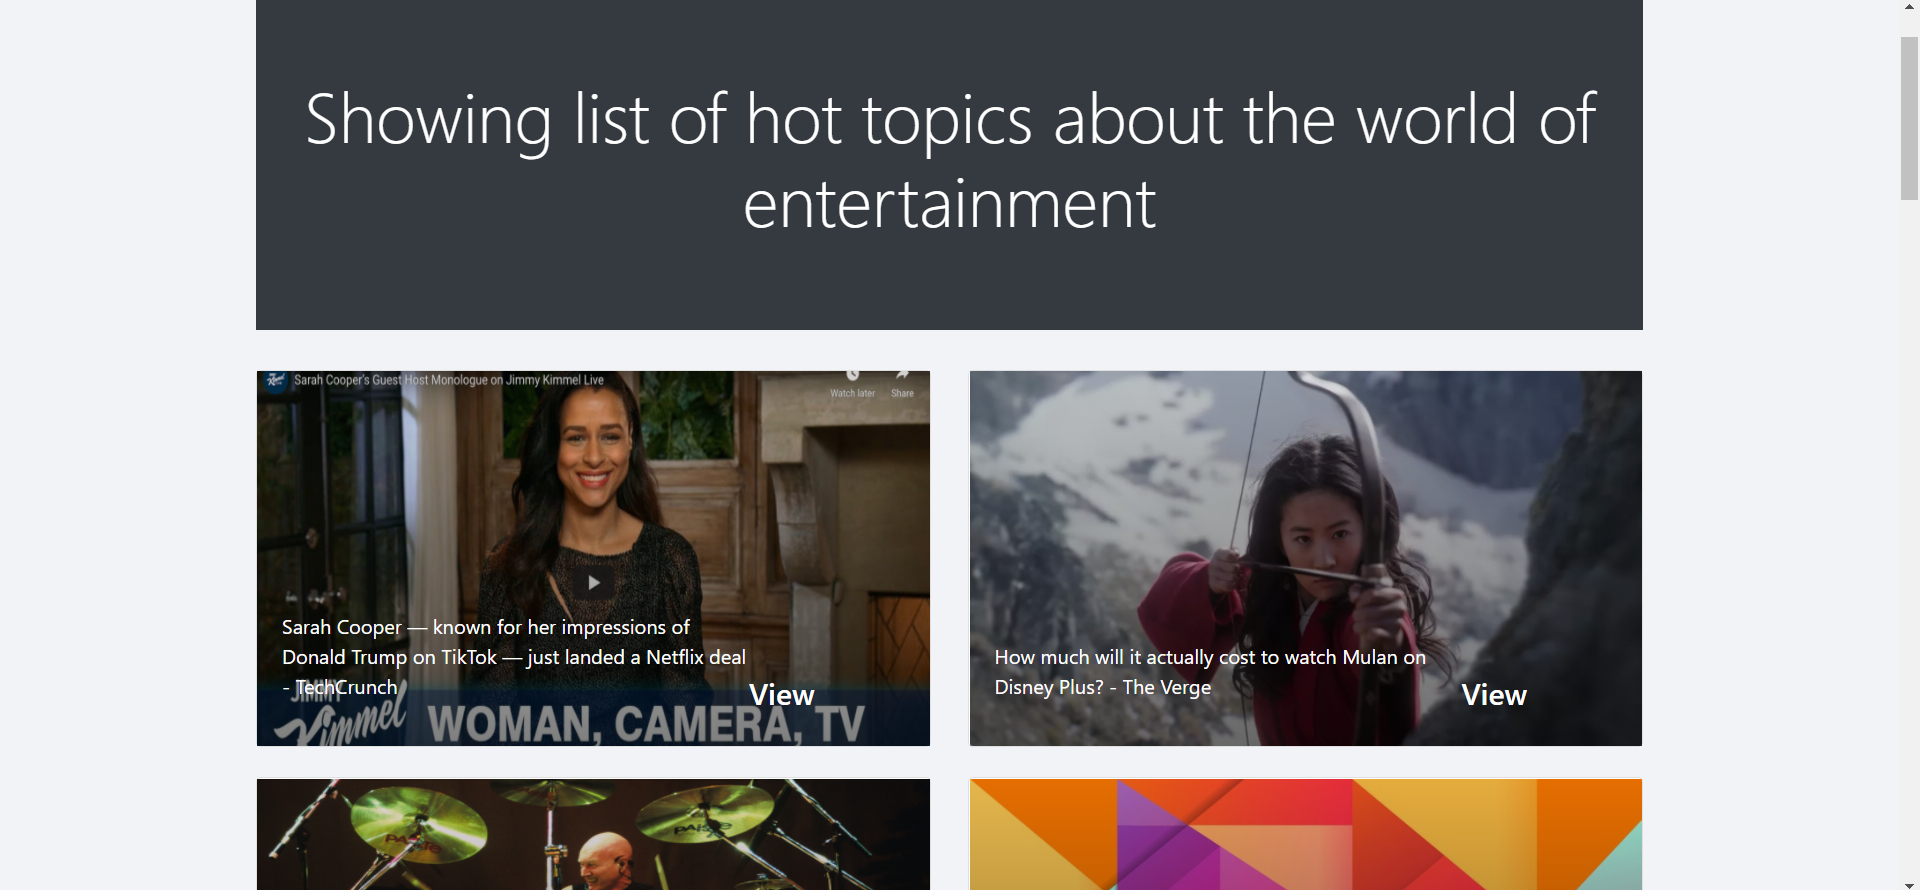 Showing list of hot topics about the world of
entertainment
Sarah Cooper's Guest Host Monologue on Jimmy Kimmel Live
Watch later
Share
Sarah Cooper — known for her impressions of
Donald Trump on TikTok — just landed a Netflix deal
- TechCrunch
View
JIMMY
Kimmel
WOMAN, CAMERA, TV
How much will it actually cost to watch Mulan on
Disney Plus? - The Verge
View
PAISTE